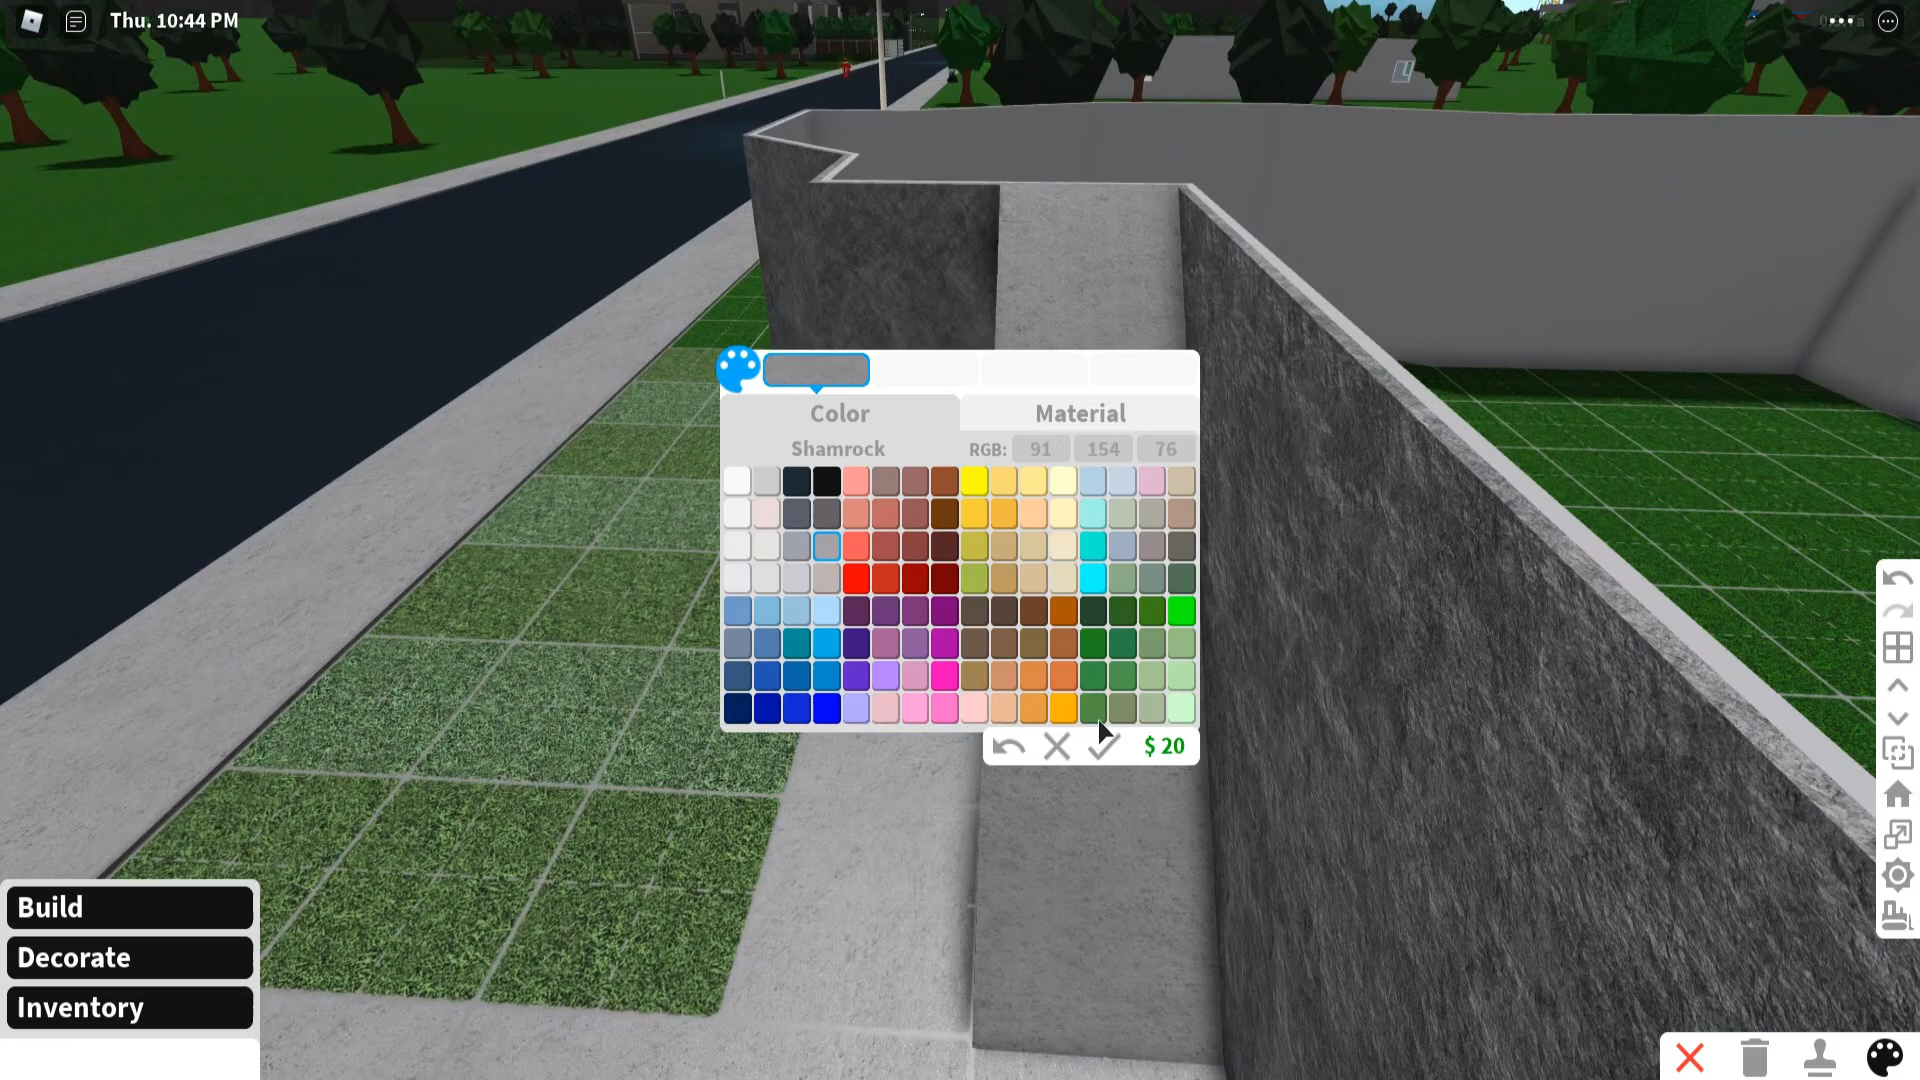 Thu. 10:44 PM
Color
Material
Shamrock
RGB: 91 154 76
$ 20
Build
Decorate
Inventory